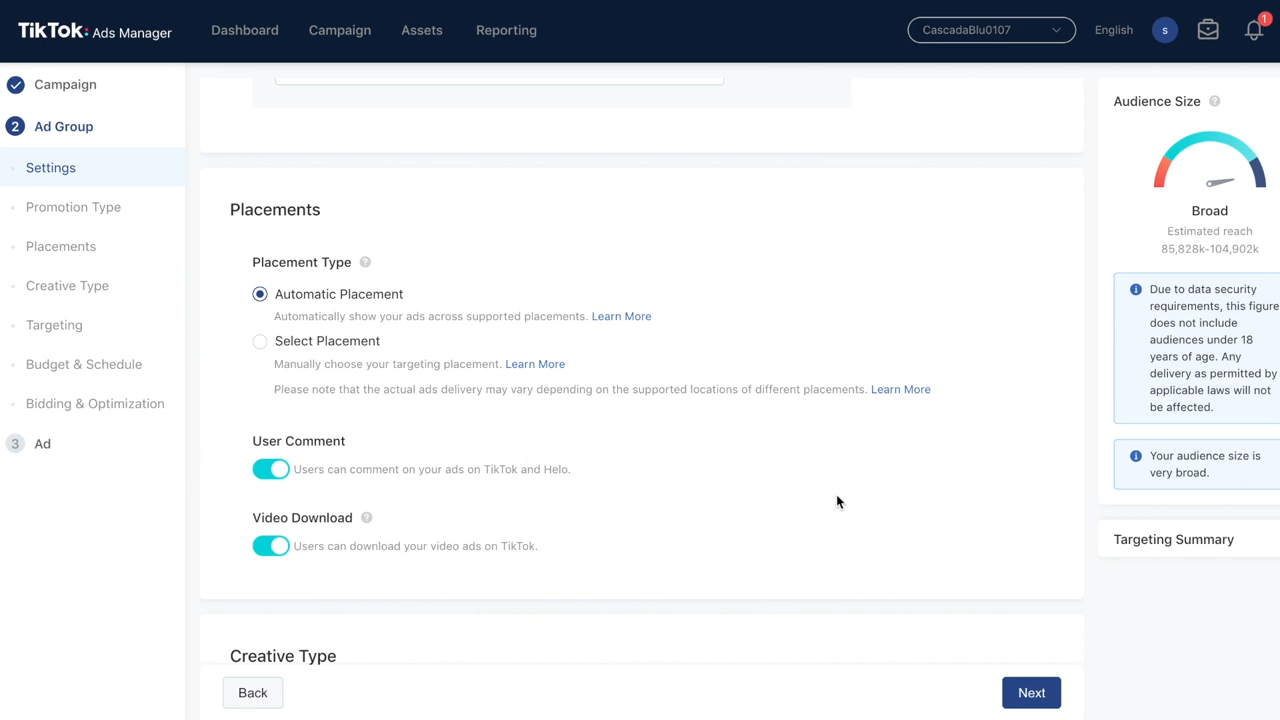 TikTok: Ads Manager
Dashboard
Campaign
Assets
Reporting
CascadaBlu0107
English
s
1
Campaign
2 Ad Group
Settings
Promotion Type
Placements
Creative Type
Targeting
Budget & Schedule
Bidding & Optimization
3 Ad
Placements
Placement Type ?
Automatic Placement
Automatically show your ads across supported placements. Learn More
Select Placement
Manually choose your targeting placement. Learn More
Please note that the actual ads delivery may vary depending on the supported locations of different placements. Learn More
User Comment
Users can comment on your ads on TikTok and Helo.
Video Download ?
Users can download your video ads on TikTok.
Creative Type
Back
Next
Audience Size ?
Broad
Estimated reach
85,828k-104,902k
Due to data security
requirements, this figure
does not include
audiences under 18
years of age. Any
delivery as permitted by
applicable laws will not
be affected.
Your audience size is
very broad.
Targeting Summary